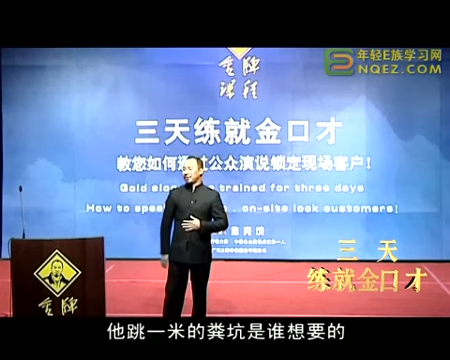 年轻E族学习网
NQEZ.COM
金牌
课程
三天练就金口才
教您如何通过公众演说锁定现场客户!
Gold elo trained for three days
How to spea on-site lock customers!
三天
练就金口才
金牌
他跳一米的粪坑是谁想要的